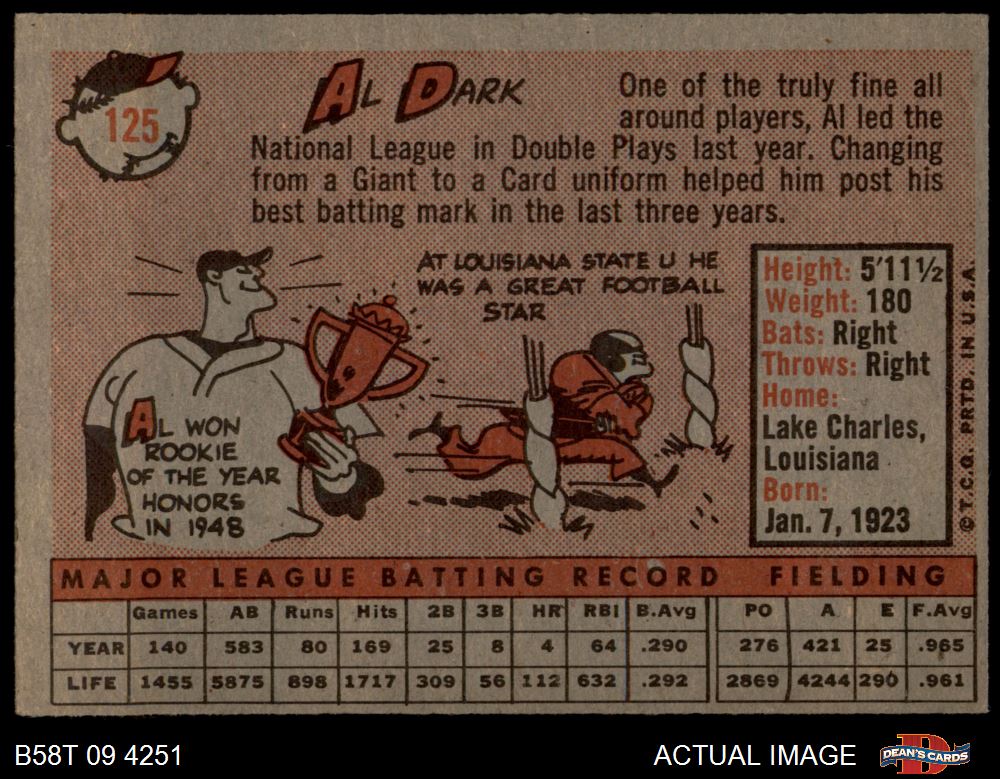 125
AL DARK
One of the truly fine all
around players, Al led the
National League in Double Plays last year. Changing
from a Giant to a Card uniform helped him post his
best batting mark in the last three years.
AT LOUISIANA STATE U HE
WAS A GREAT FOOTBALL
STAR
AL WON
ROOKIE
OF THE YEAR
HONORS
IN 1948
Height: 5'11½
Weight: 180
Bats: Right
Throws: Right
Home:
Lake Charles,
Louisiana
Born:
Jan. 7, 1923
© T.C.G. PRTD. IN U.S.A.
MAJOR LEAGUE BATTING RECORD FIELDING
Games AB Runs Hits 2B 3B HR RBI B.Avg PO A E F.Avg
YEAR 140 583 80 169 25 8 4 64 .290 276 421 25 .965
LIFE 1455 5875 898 1717 309 56 112 632 .292 2869 4244 290 .961
B58T 09 4251
ACTUAL IMAGE
DEAN'S CARDS